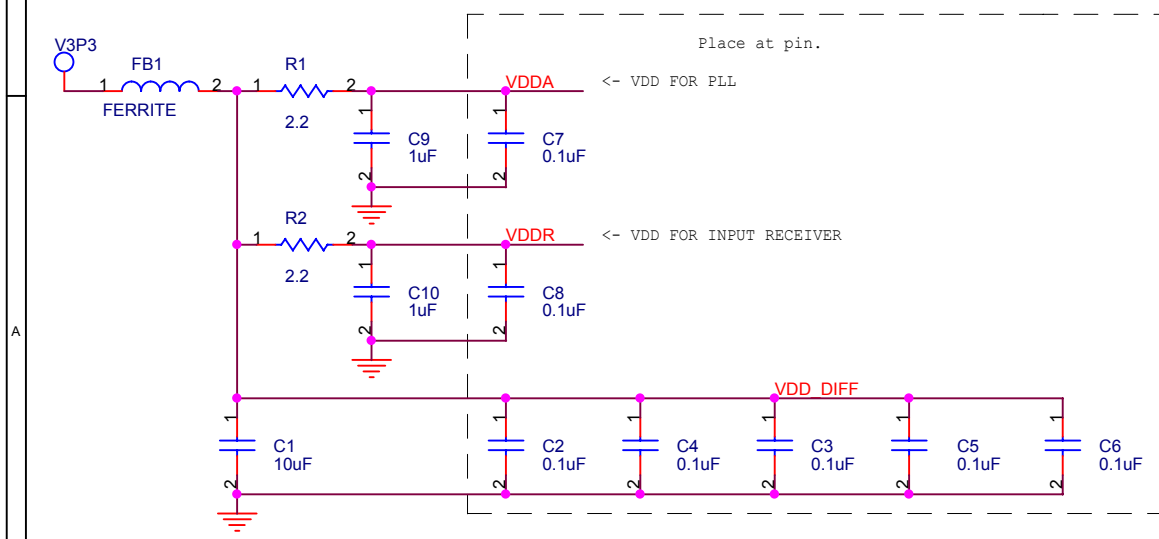 Place at pin.
V3P3
FB1
R1
1
2
1
2
VDDA
<- VDD FOR PLL
FERRITE
2.2
1
2
C9
1uF
1
2
C7
0.1uF
R2
1
2
VDDR
<- VDD FOR INPUT RECEIVER
2.2
1
2
C10
1uF
1
2
C8
0.1uF
A
VDD_DIFF
1
2
C1
10uF
1
2
C2
0.1uF
1
2
C4
0.1uF
1
2
C3
0.1uF
1
2
C5
0.1uF
1
2
C6
0.1uF